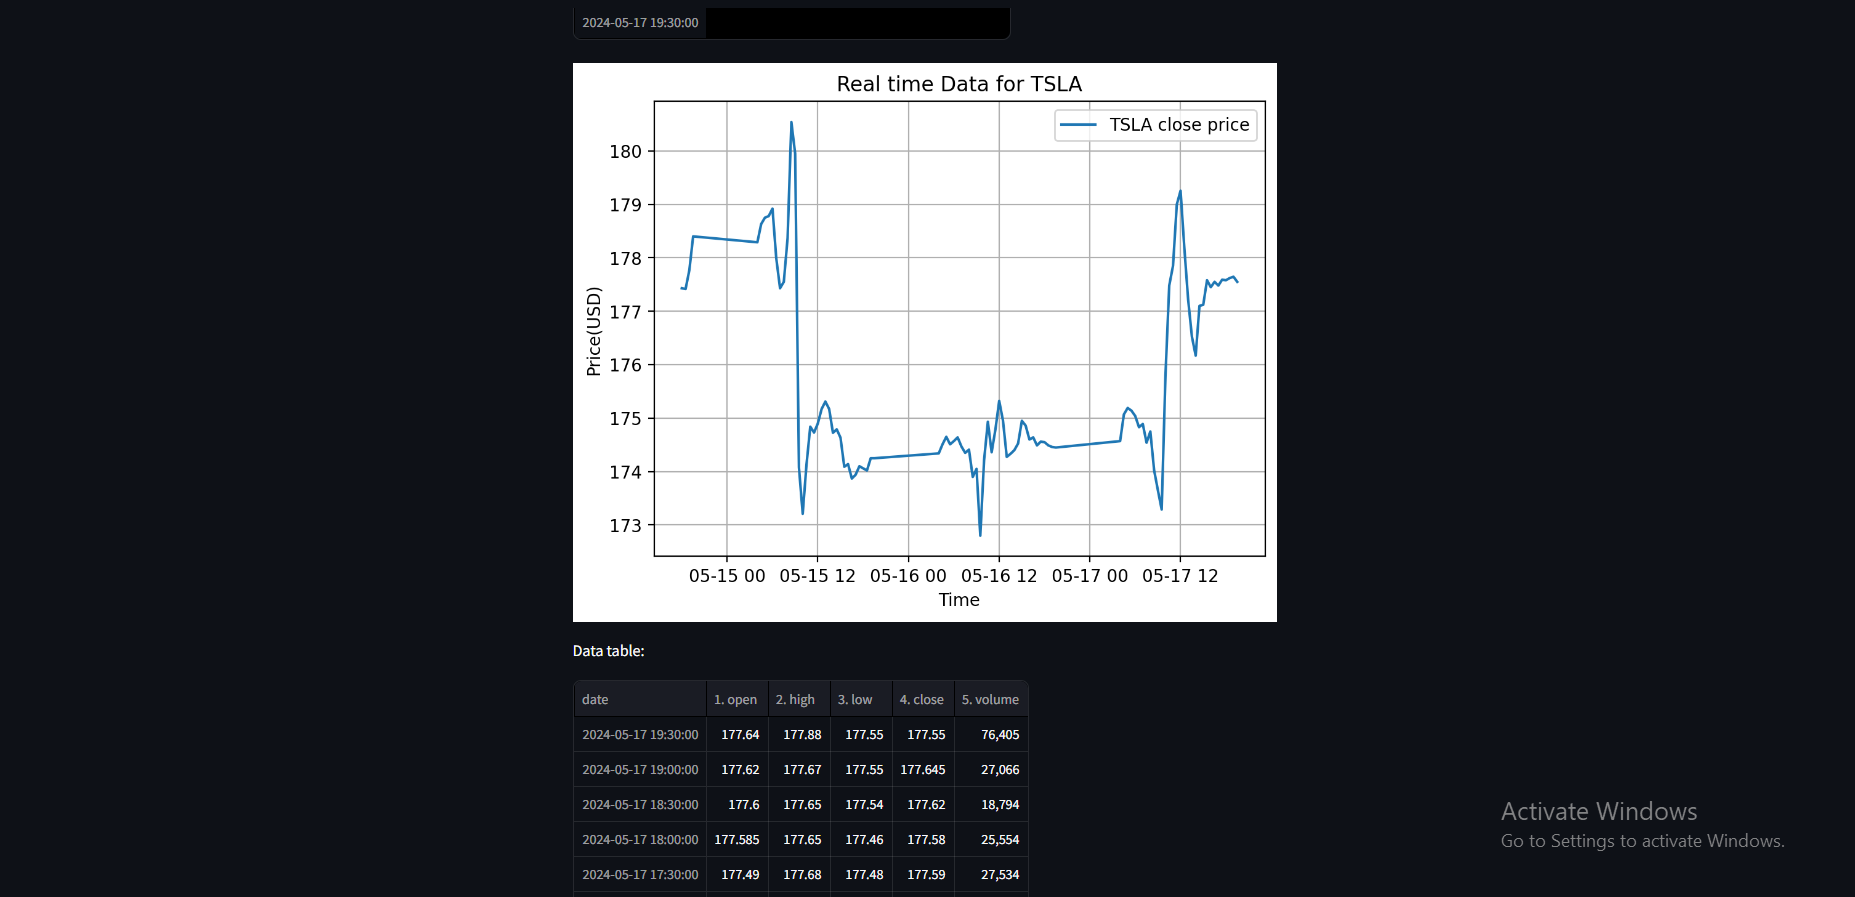 2024-05-17 19:30:00
Real time Data for TSLA
TSLA close price
180
179
178
177
176
175
174
173
Price(USD)
05-15 00 05-15 12 05-16 00 05-16 12 05-17 00 05-17 12
Time
Data table:
date 1. open 2. high 3. low 4. close 5. volume
2024-05-17 19:30:00 177.64 177.88 177.55 177.55 76,405
2024-05-17 19:00:00 177.62 177.67 177.55 177.645 27,066
2024-05-17 18:30:00 177.6 177.65 177.54 177.62 18,794
2024-05-17 18:00:00 177.585 177.65 177.46 177.58 25,554
2024-05-17 17:30:00 177.49 177.68 177.48 177.59 27,534
Activate Windows
Go to Settings to activate Windows.